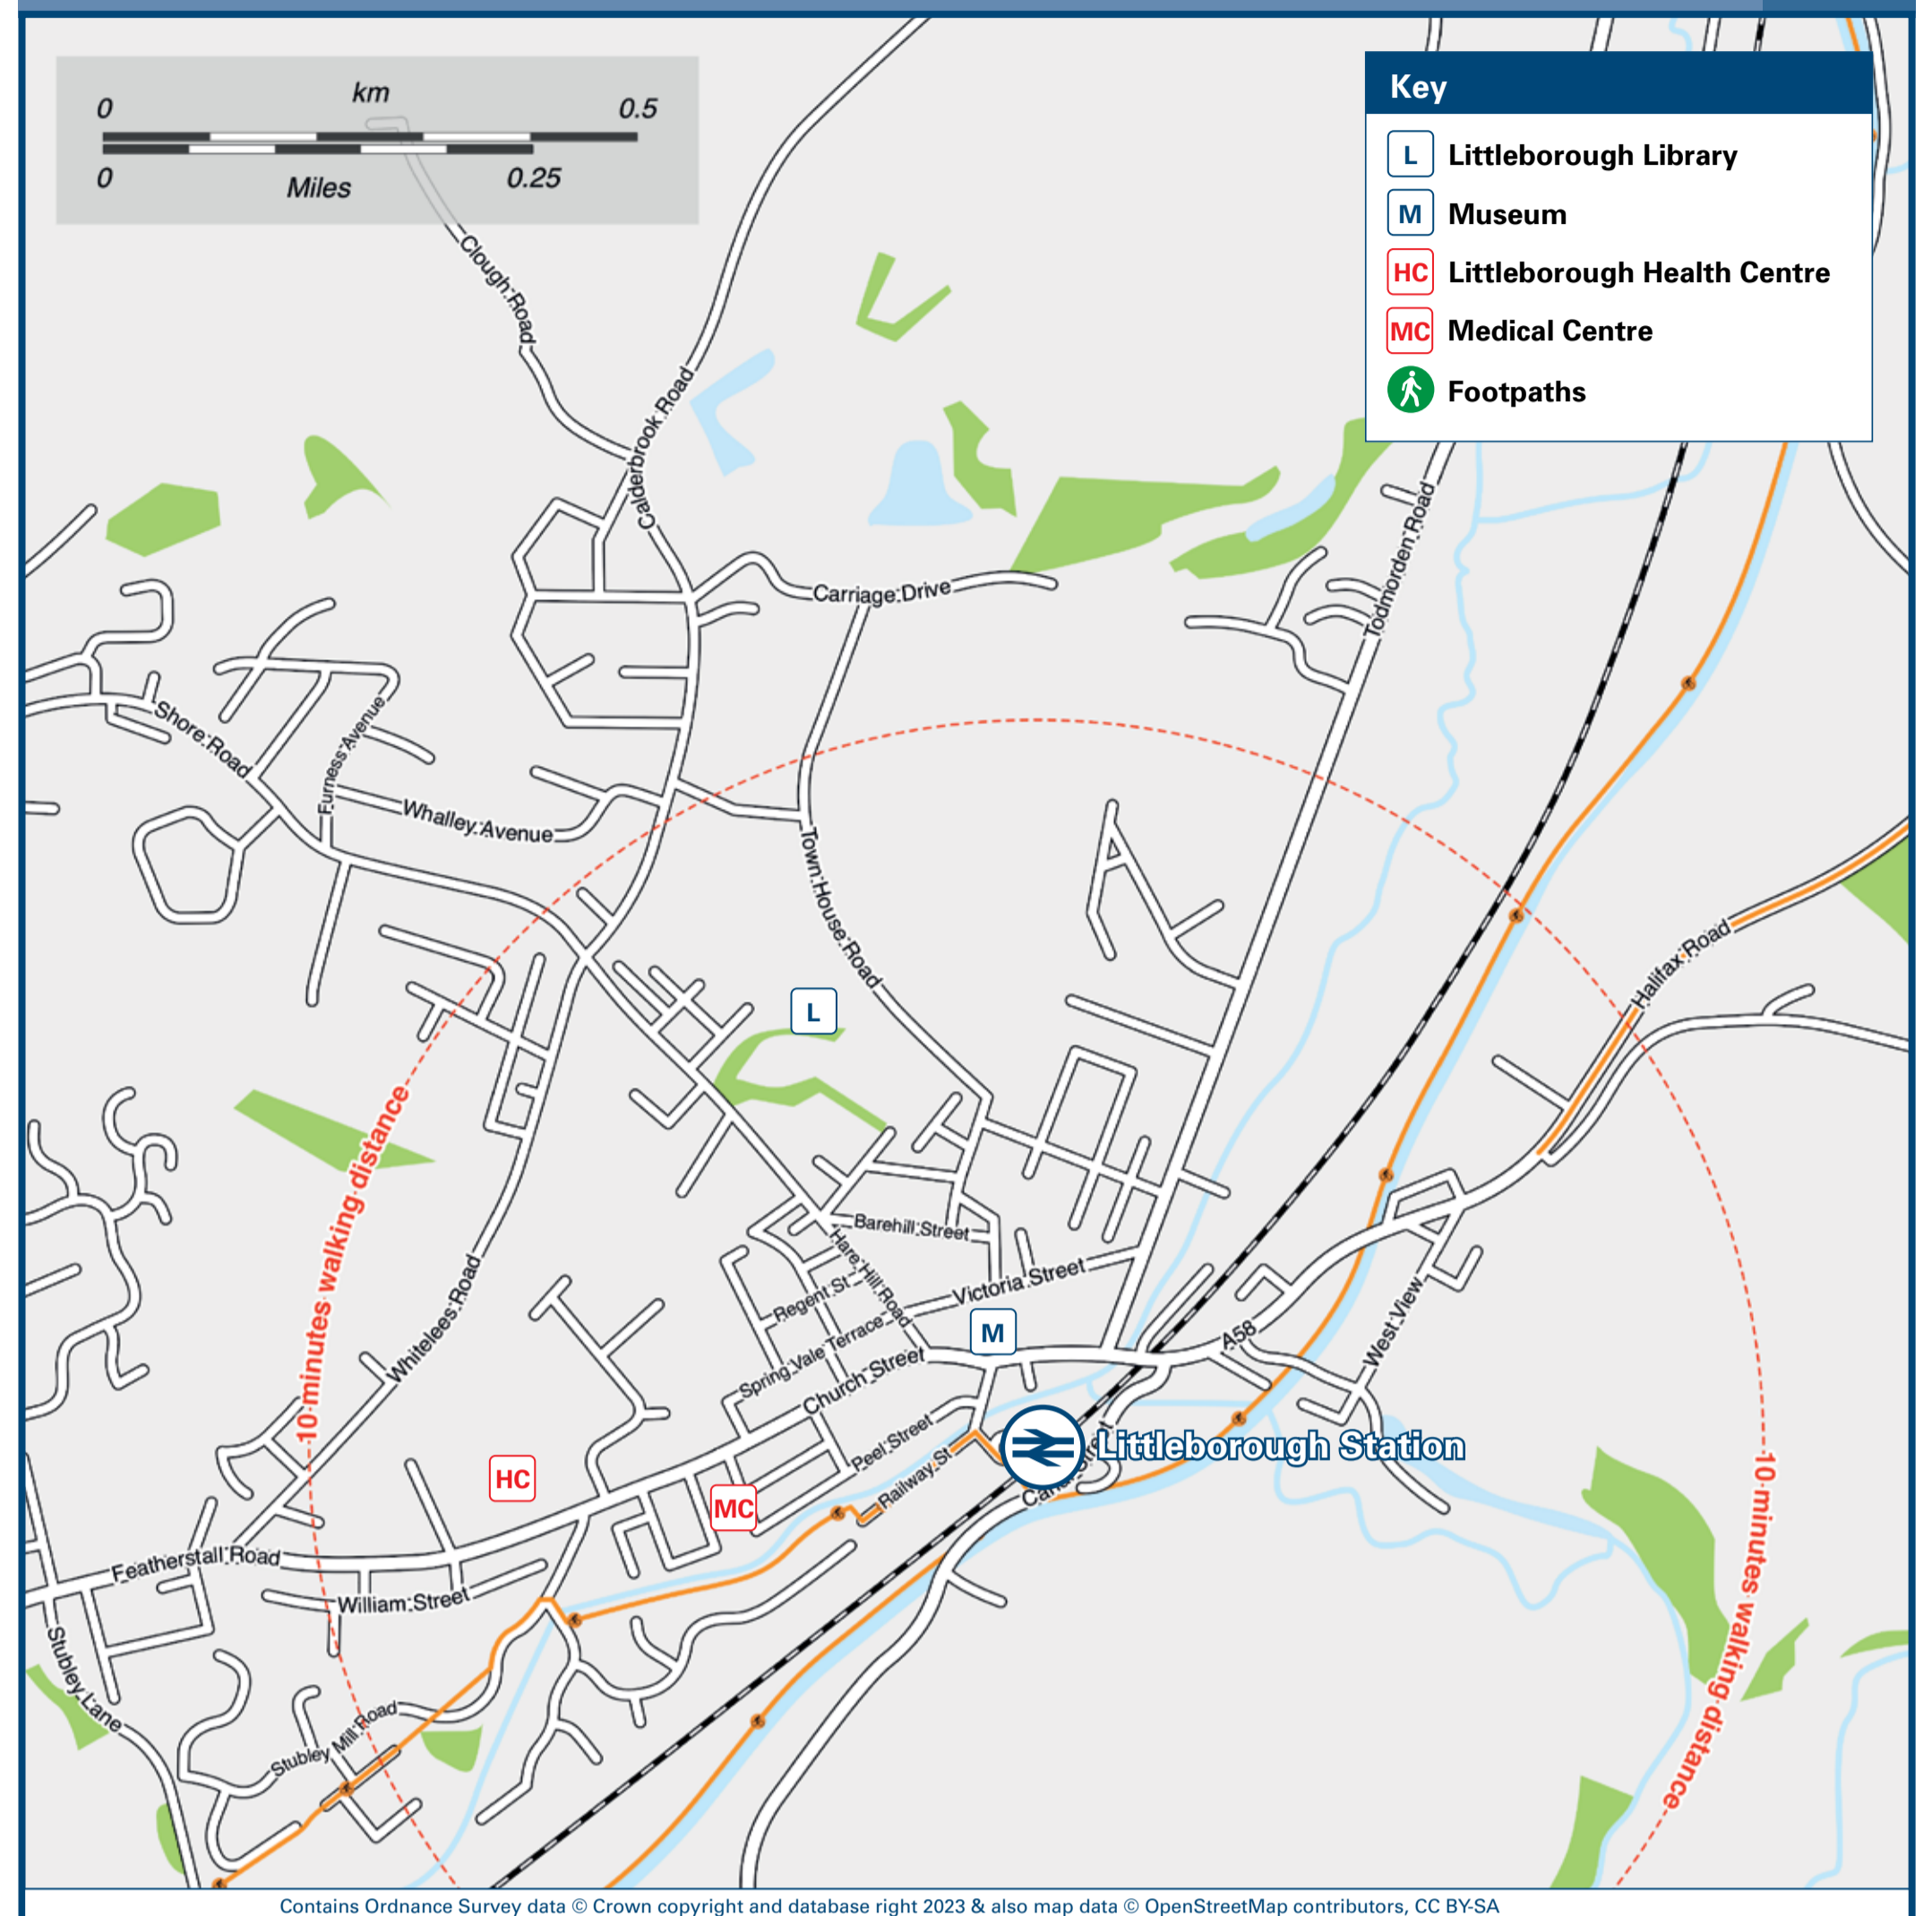 km
0
0.5
0
Miles
0.25
Key
L Littleborough Library
M Museum
HC Littleborough Health Centre
MC Medical Centre
Footpaths
Clough Road
Calderbrook Road
Todmorden Road
Carriage Drive
Shore Road
Furness Avenue
Whalley Avenue
Town House Road
Halifax Road
L
10 minutes walking distance
Barehill Street
Hare Hill Road
Regent St
Victoria Street
Spring Vale Terrace
M
Church Street
A58
West View
Whitelees Road
Peel Street
Railway St
Littleborough Station
HC
MC
10 minutes walking distance
Featherstall Road
William Street
Stubley Lane
Stubley Mill Road
Contains Ordnance Survey data © Crown copyright and database right 2023 & also map data © OpenStreetMap contributors, CC BY-SA